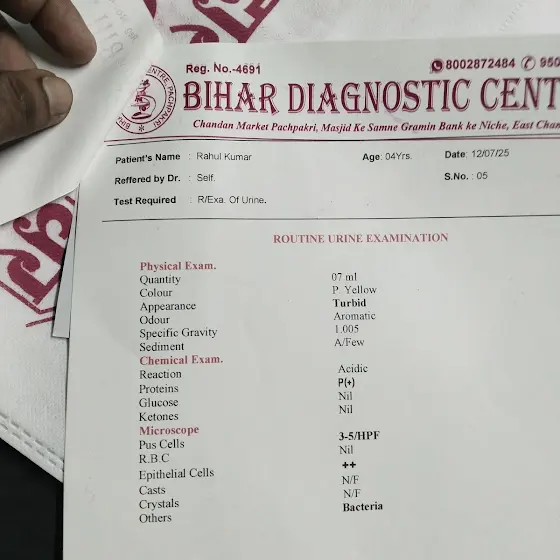 Reg. No.-4691
8002872484 950
BIHAR DIAGNOSTIC CENT
Chandan Market Pachpakri, Masjid Ke Samne Gramin Bank ke Niche, East Cham
Patient's Name : Rahul Kumar Age: 04Yrs. Date: 12/07/25
Reffered by Dr. : Self. S.No. : 05
Test Required : R/Exa. Of Urine.
ROUTINE URINE EXAMINATION
Physical Exam.
Quantity 07 ml
Colour P. Yellow
Appearance Turbid
Odour Aromatic
Specific Gravity 1.005
Sediment A/Few
Chemical Exam.
Reaction Acidic
Proteins P(+)
Glucose Nil
Ketones Nil
Microscope
Pus Cells 3-5/HPF
R.B.C Nil
Epithelial Cells ++
Casts N/F
Crystals N/F
Others Bacteria